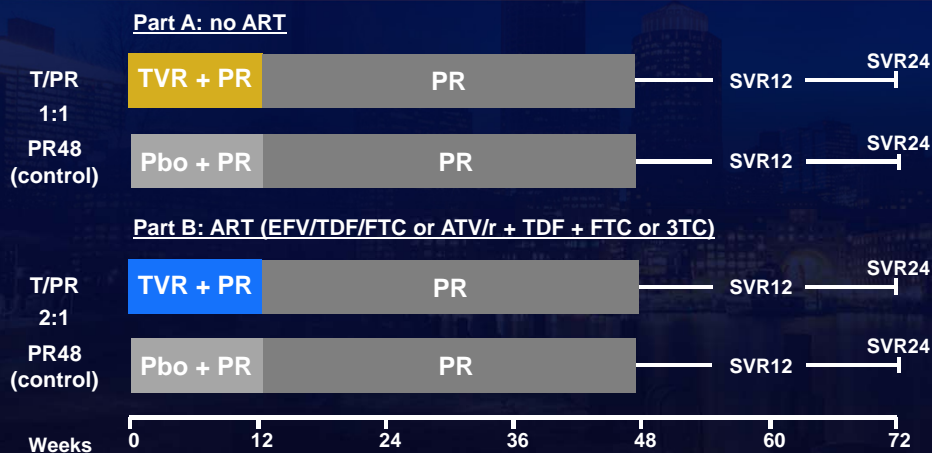 Part A: no ART
T/PR
TVR + PR
PR
SVR12
SVR24
1:1
PR48
(control)
Pbo + PR
PR
SVR12
SVR24
Part B: ART (EFV/TDF/FTC or ATV/r + TDF + FTC or 3TC)
T/PR
TVR + PR
PR
SVR12
SVR24
2:1
PR48
(control)
Pbo + PR
PR
SVR12
SVR24
Weeks 0 12 24 36 48 60 72